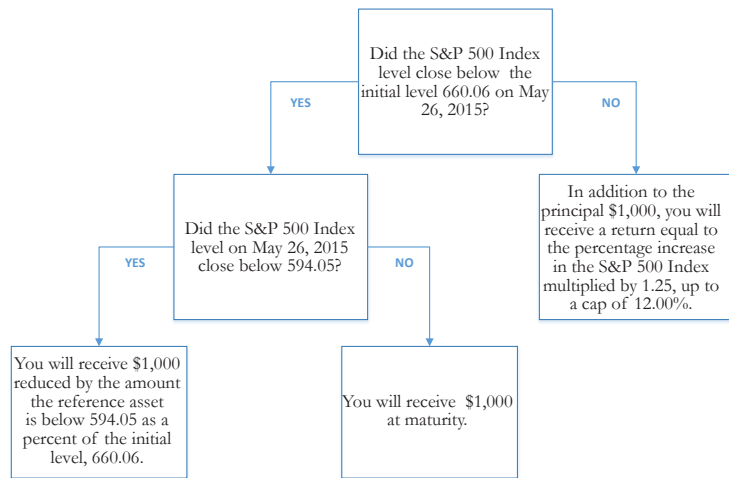 Did the S&P 500 Index
level close below the
initial level 660.06 on May
26, 2015?
YES
NO
Did the S&P 500 Index
level on May 26, 2015
close below 594.05?
In addition to the
principal $1,000, you will
receive a return equal to
the percentage increase
in the S&P 500 Index
multiplied by 1.25, up to
a cap of 12.00%.
YES
NO
You will receive $1,000
reduced by the amount
the reference asset
is below 594.05 as a
percent of the initial
level, 660.06.
You will receive $1,000
at maturity.